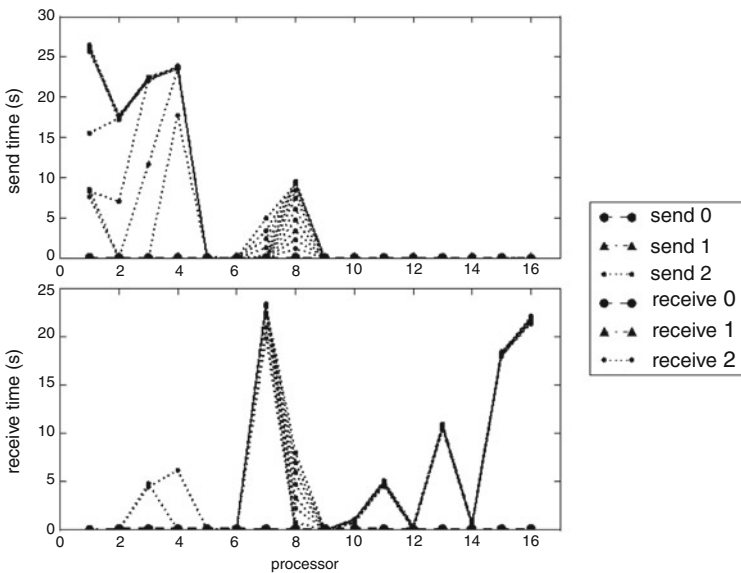 30
25
20
15
10
5
0
send time (s)
0 2 4 6 8 10 12 14 16
25
20
15
10
5
0
receive time (s)
0 2 4 6 8 10 12 14 16
processor
send 0
send 1
send 2
receive 0
receive 1
receive 2